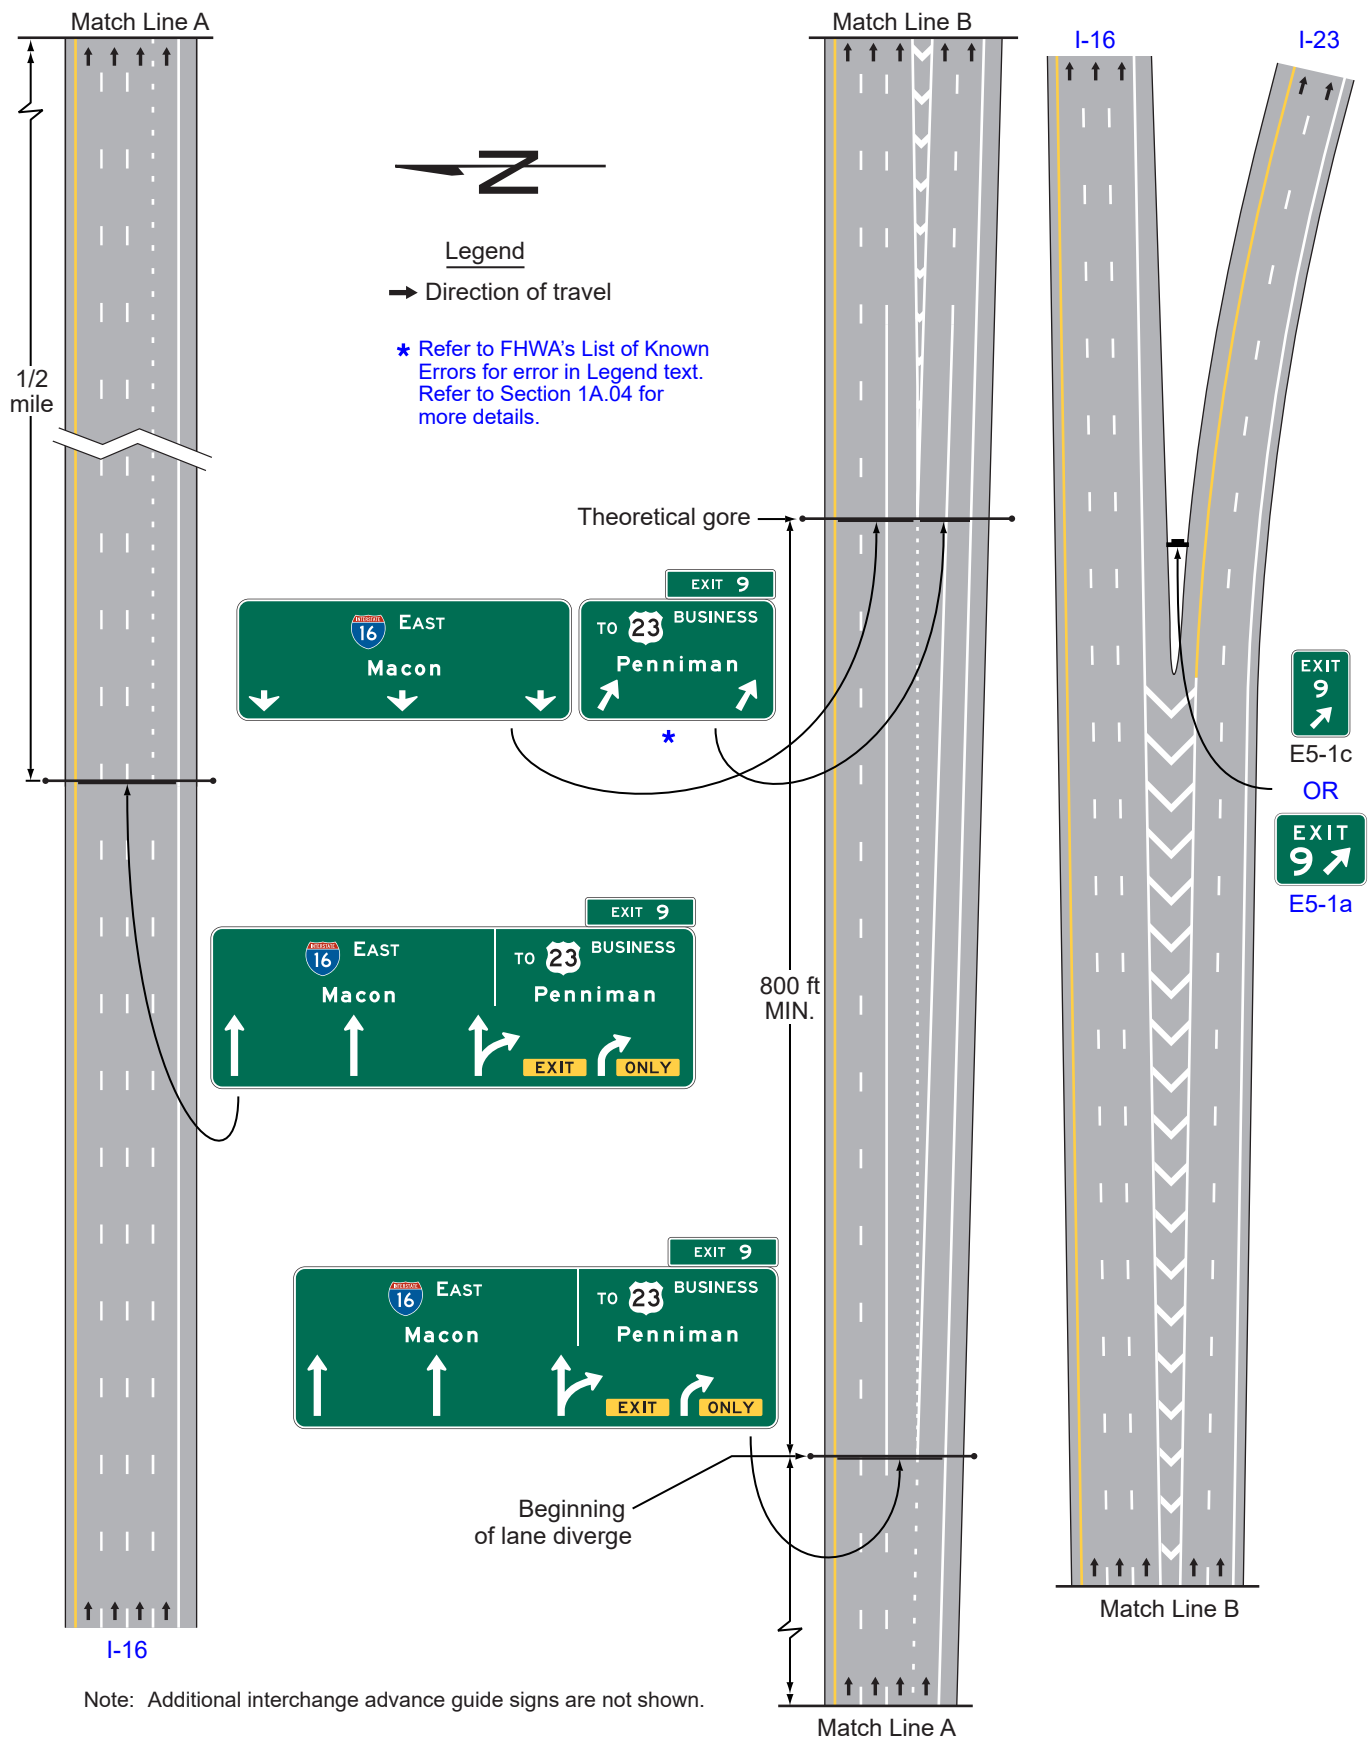 Match Line A
1/2
mile
I-16
N
Legend
Direction of travel
* Refer to FHWA's List of Known
Errors for error in Legend text.
Refer to Section 1A.04 for
more details.
Theoretical gore
INTERSTATE
16
EAST
Macon
EXIT 9
TO 23 BUSINESS
Penniman
*
EXIT 9
INTERSTATE
16
EAST
Macon
TO 23 BUSINESS
Penniman
EXIT ONLY
EXIT 9
INTERSTATE
16
EAST
Macon
TO 23 BUSINESS
Penniman
EXIT ONLY
Beginning
of lane diverge
Note: Additional interchange advance guide signs are not shown.
Match Line B
800 ft
MIN.
Match Line A
I-16
I-23
EXIT
9
E5-1c
OR
EXIT
9
E5-1a
Match Line B